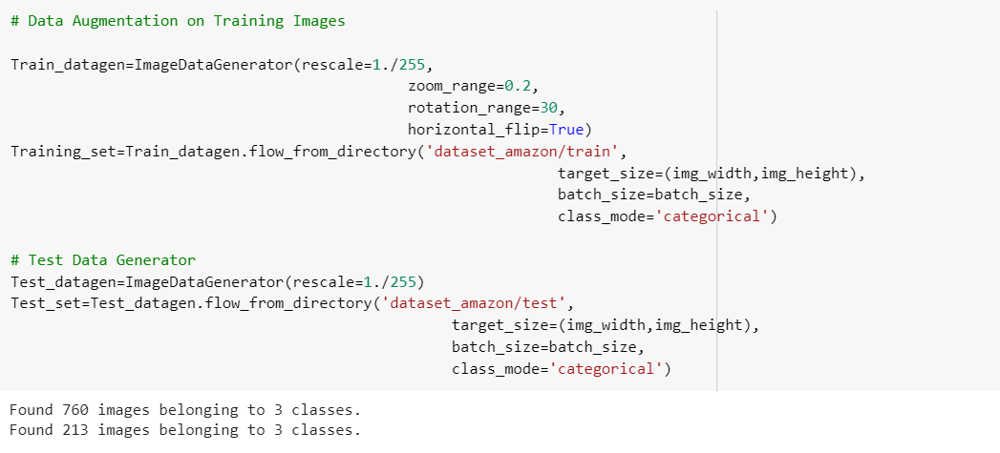 # Data Augmentation on Training Images
Train_datagen=ImageDataGenerator(rescale=1./255,
zoom_range=0.2,
rotation_range=30,
horizontal_flip=True)
Training_set=Train_datagen.flow_from_directory('dataset_amazon/train',
target_size=(img_width,img_height),
batch_size=batch_size,
class_mode='categorical')
# Test Data Generator
Test_datagen=ImageDataGenerator(rescale=1./255)
Test_set=Test_datagen.flow_from_directory('dataset_amazon/test',
target_size=(img_width,img_height),
batch_size=batch_size,
class_mode='categorical')
Found 760 images belonging to 3 classes.
Found 213 images belonging to 3 classes.